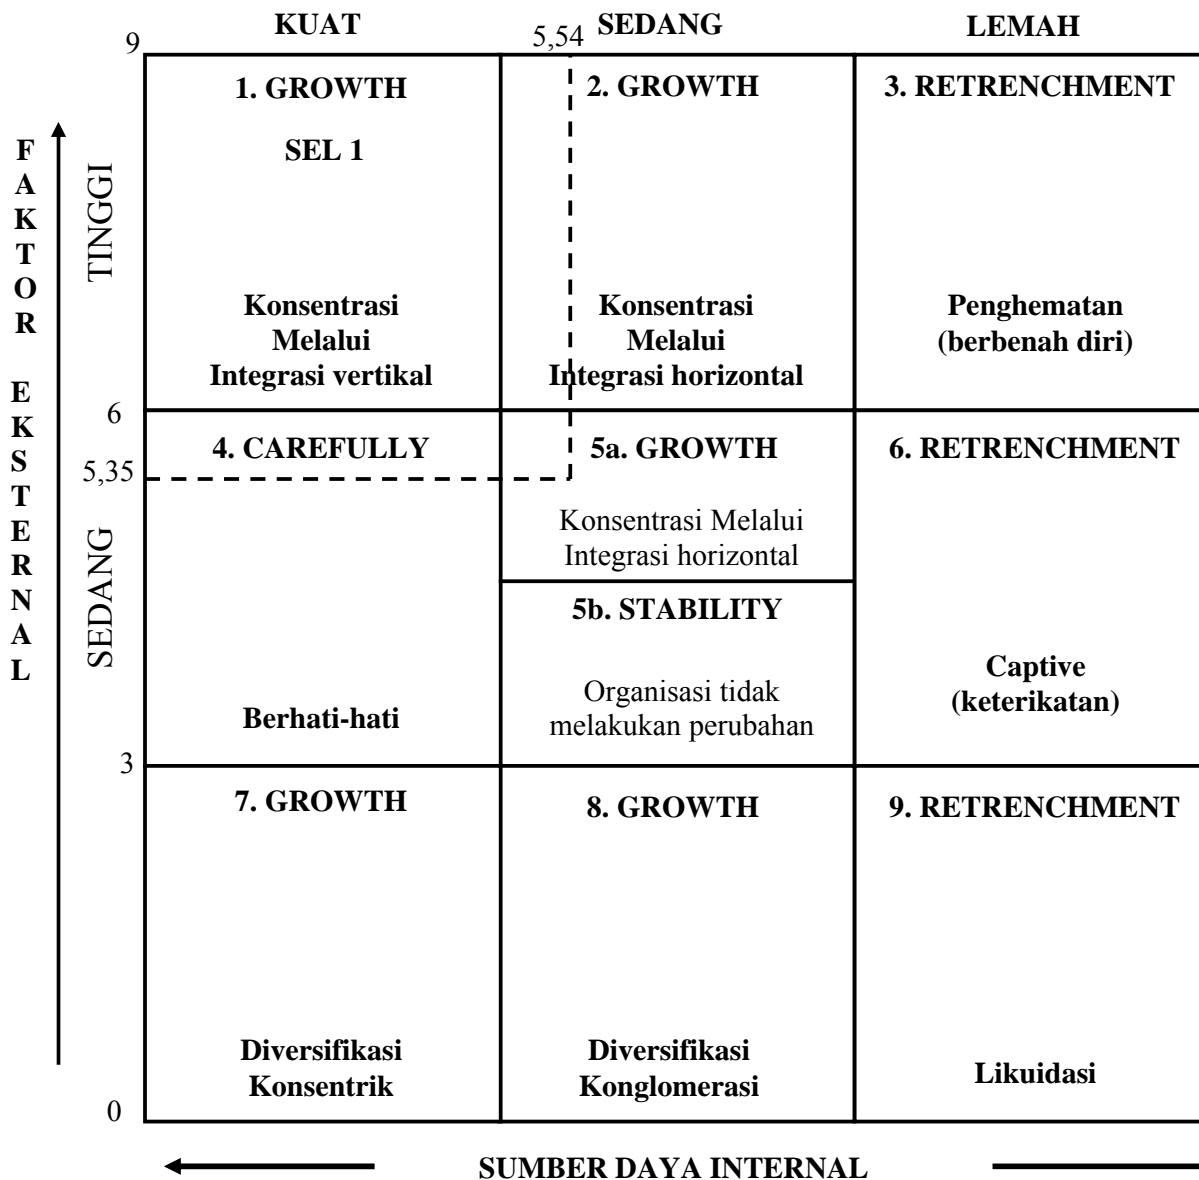 KUAT
SEDANG
LEMAH
9
5,54
1. GROWTH
2. GROWTH
3. RETRENCHMENT
SEL 1
FAKTOR EKSTERNAL
TINGGI
Konsentrasi
Melalui
Integrasi vertikal
Konsentrasi
Melalui
Integrasi horizontal
Penghematan
(berbenah diri)
6
4. CAREFULLY
5a. GROWTH
6. RETRENCHMENT
5,35
SEDANG
Konsentrasi Melalui
Integrasi horizontal
5b. STABILITY
Organisasi tidak
melakukan perubahan
Berhati-hati
Captive
(keterikatan)
3
7. GROWTH
8. GROWTH
9. RETRENCHMENT
Diversifikasi
Konsentrik
Diversifikasi
Konglomerasi
Likuidasi
0
SUMBER DAYA INTERNAL